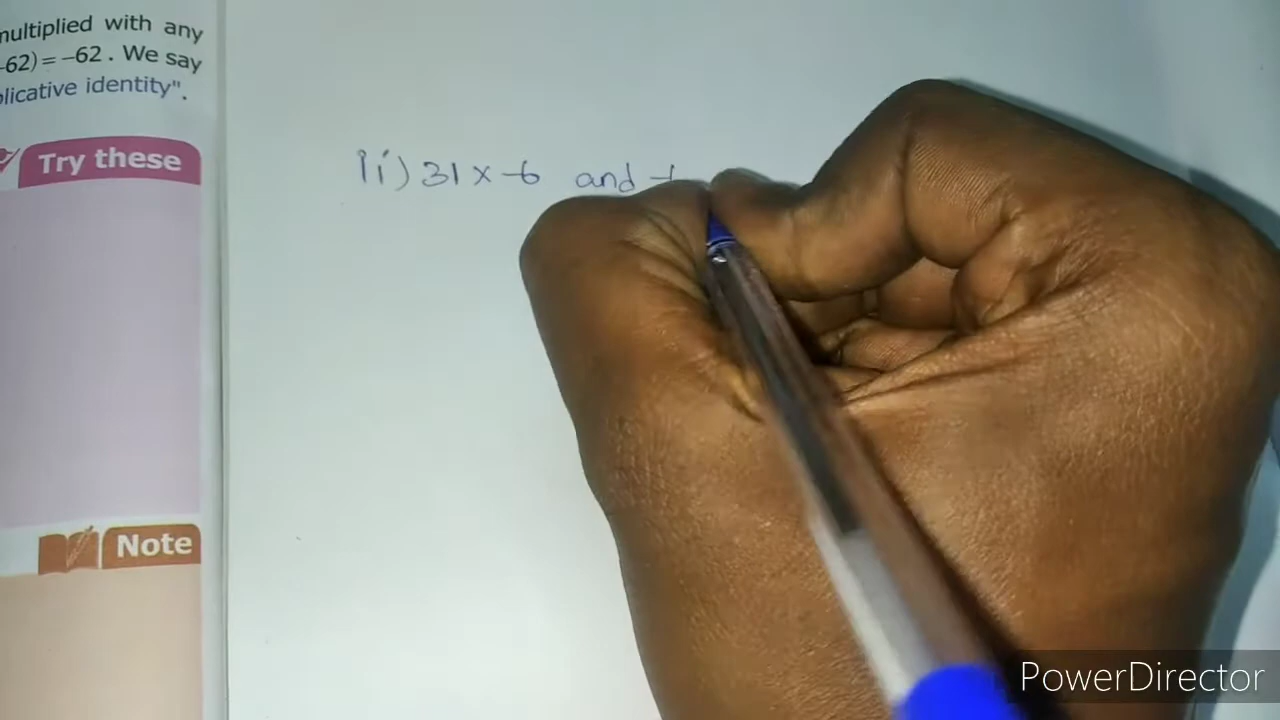 multiplied with any
-62) = –62 . We say
plicative identity".
Try these
ii) 31 x -6 and
Note
PowerDirector